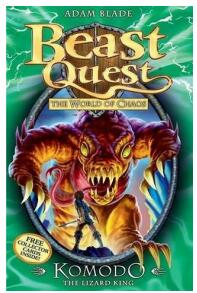 ADAM BLADE
Beast
Quest
THE WORLD OF CHAOS
FREE
COLLECTOR
CARDS
INSIDE!
KOMODO
THE LIZARD KING